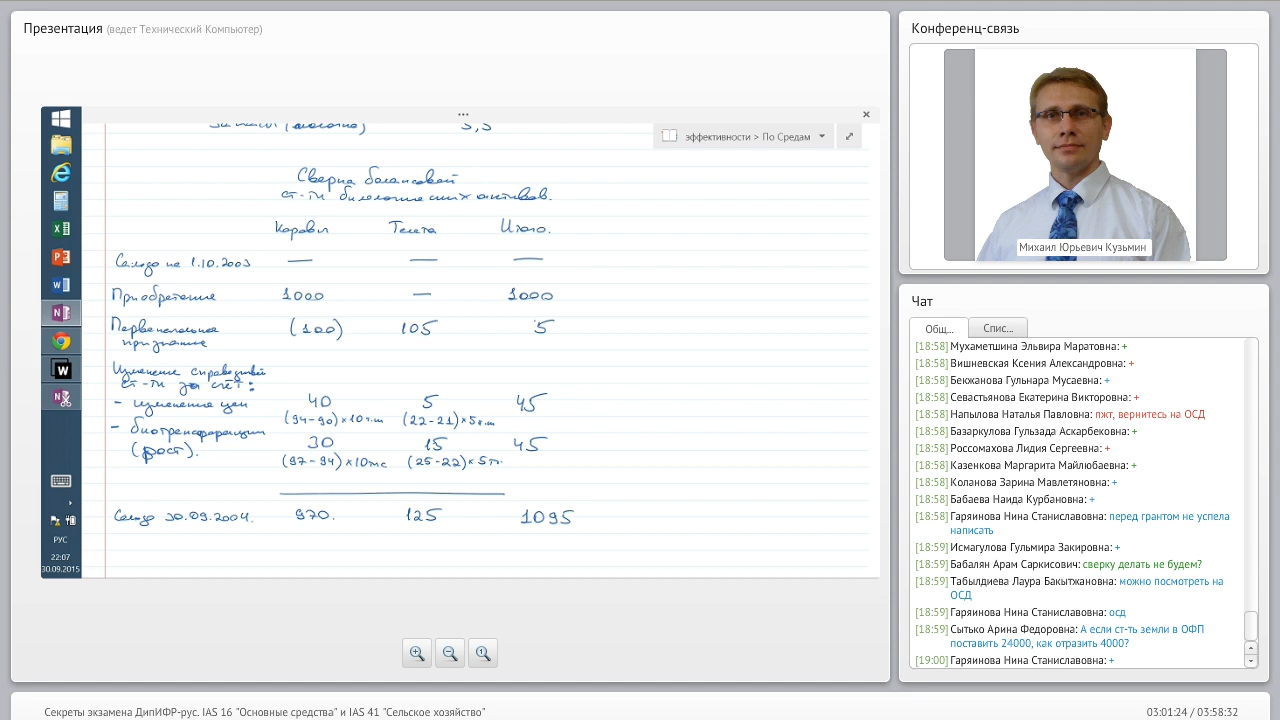 Презентация (ведет Технический Компьютер)
эффективности > По Средам
Сверка балансовой
ст-ти биологических активов.
Коровы Телята Итого.
Сальдо на 1.10.2003 — — —
Приобретение 1000 — 1000
Первоначальное (100) 105 5
признание
Изменение справедливой
ст-ти за счёт:
- изменения цен 40 5 45
(94-90)×10т.ш (22-21)×5т.ш
- биотрансформации 30 15 45
(рост).
(97-94)×10тс (25-22)×5т.
Сальдо 30.09.2004. 970. 125 1095
РУС
22:07
30.09.2015
Конференц-связь
Михаил Юрьевич Кузьмин
Чат
Общ... Спис...
[18:58] Мухаметшина Эльвира Маратовна: +
[18:58] Вишневская Ксения Александровна: +
[18:58] Беюжанова Гульнара Мусаевна: +
[18:58] Севастьянова Екатерина Викторовна: +
[18:58] Напылова Наталья Павловна: пжт, вернитесь на ОСД
[18:58] Базаркулова Гульзада Аскарбековна: +
[18:58] Россомахова Лидия Сергеевна: +
[18:58] Казенкова Маргарита Майлюбаевна: +
[18:58] Коланова Зарина Мавлетяновна: +
[18:58] Бабаева Наида Курбановна: +
[18:58] Гаряинова Нина Станиславовна: перед грантом не успела
написать
[18:59] Исмагулова Гульмира Закировна: +
[18:59] Бабалян Арам Саркисович: сверку делать не будем?
[18:59] Табылдиева Лаура Бакытжановна: можно посмотреть на
ОСД
[18:59] Гаряинова Нина Станиславовна: осд
[18:59] Сытько Арина Федоровна: А если ст-ть земли в ОФП
поставить 24000, как отразить 4000?
[19:00] Гаряинова Нина Станиславовна: +
Секреты экзамена ДипИФР-рус. IAS 16 "Основные средства" и IAS 41 "Сельское хозяйство"
03:01:24 / 03:58:32